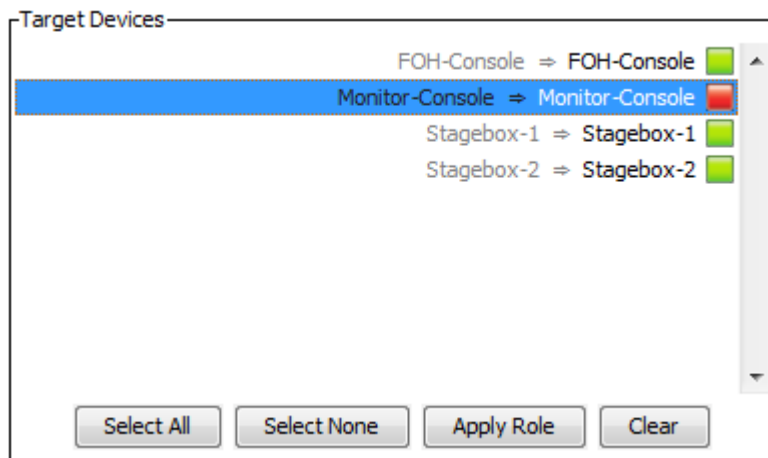 Target Devices
FOH-Console ⇒ FOH-Console
Monitor-Console ⇒ Monitor-Console
Stagebox-1 ⇒ Stagebox-1
Stagebox-2 ⇒ Stagebox-2
Select All Select None Apply Role Clear